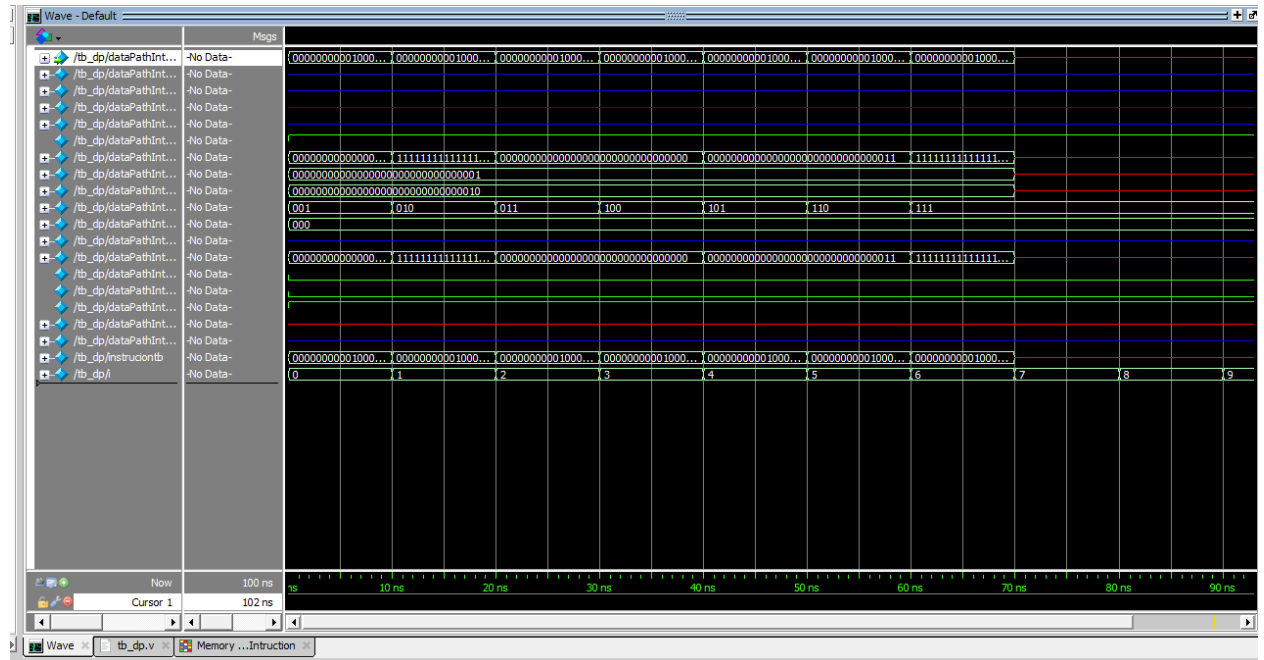 Wave - Default
Msgs
/tb_dp/dataPathInt... -No Data- 00000000001000... 00000000001000... 00000000001000... 00000000001000... 00000000001000... 00000000001000... 00000000001000...
/tb_dp/dataPathInt... -No Data-
/tb_dp/dataPathInt... -No Data-
/tb_dp/dataPathInt... -No Data-
/tb_dp/dataPathInt... -No Data-
/tb_dp/dataPathInt... -No Data-
/tb_dp/dataPathInt... -No Data- 00000000000000... 11111111111111... 00000000000000000000000000000000 00000000000000000000000000000011 11111111111111...
/tb_dp/dataPathInt... -No Data- 00000000000000000000000000000001
/tb_dp/dataPathInt... -No Data- 00000000000000000000000000000010
/tb_dp/dataPathInt... -No Data- 001 010 011 100 101 110 111
/tb_dp/dataPathInt... -No Data- 000
/tb_dp/dataPathInt... -No Data-
/tb_dp/dataPathInt... -No Data- 00000000000000... 11111111111111... 00000000000000000000000000000000 00000000000000000000000000000011 11111111111111...
/tb_dp/dataPathInt... -No Data-
/tb_dp/dataPathInt... -No Data-
/tb_dp/dataPathInt... -No Data-
/tb_dp/dataPathInt... -No Data-
/tb_dp/dataPathInt... -No Data-
/tb_dp/instruciontb -No Data- 00000000001000... 00000000001000... 00000000001000... 00000000001000... 00000000001000... 00000000001000... 00000000001000...
/tb_dp/i -No Data- 0 1 2 3 4 5 6 7 8 9
Now 100 ns ns 10 ns 20 ns 30 ns 40 ns 50 ns 60 ns 70 ns 80 ns 90 ns
Cursor 1 102 ns
Wave tb_dp.v Memory ...Intruction